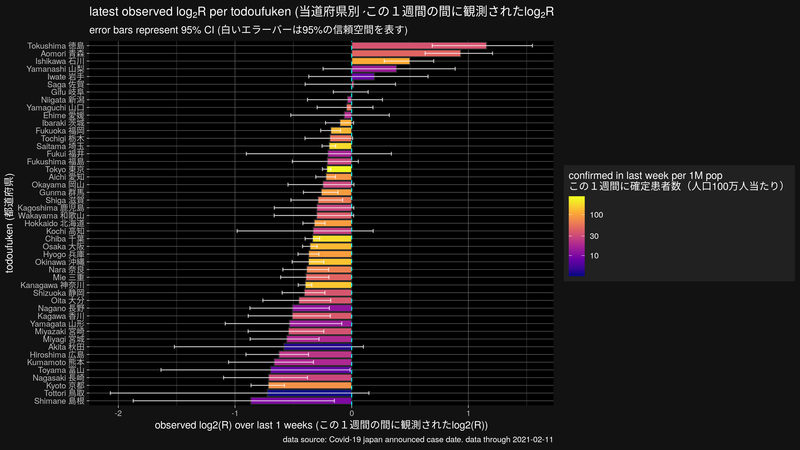 latest observed log₂R per todoufuken (当道府県別 この１週間の間に観測されたlog₂R
error bars represent 95% CI (白いエラーバーは95%の信頼空間を表す)
Tokushima 徳島
Aomori 青森
Ishikawa 石川
Yamanashi 山梨
Iwate 岩手
Saga 佐賀
Gifu 岐阜
Niigata 新潟
Yamaguchi 山口
Ehime 愛媛
Ibaraki 茨城
Fukuoka 福岡
Tochigi 栃木
Saitama 埼玉
Fukui 福井
Fukushima 福島
Tokyo 東京
Aichi 愛知
Okayama 岡山
Gunma 群馬
Shiga 滋賀
Kagoshima 鹿児島
Wakayama 和歌山
Hokkaido 北海道
Kochi 高知
Chiba 千葉
Osaka 大阪
Hyogo 兵庫
Okinawa 沖縄
Nara 奈良
Mie 三重
Kanagawa 神奈川
Shizuoka 静岡
Oita 大分
Nagano 長野
Kagawa 香川
Yamagata 山形
Miyazaki 宮崎
Miyagi 宮城
Akita 秋田
Hiroshima 広島
Kumamoto 熊本
Toyama 富山
Nagasaki 長崎
Kyoto 京都
Tottori 鳥取
Shimane 島根
todoufuken (都道府県)
-2 -1 0 1
observed log2(R) over last 1 weeks (この１週間の間に観測されたlog2(R))
data source: Covid-19 japan announced case date. data through 2021-02-11
confirmed in last week per 1M pop
この１週間に確定患者数（人口100万人当たり）
100
30
10